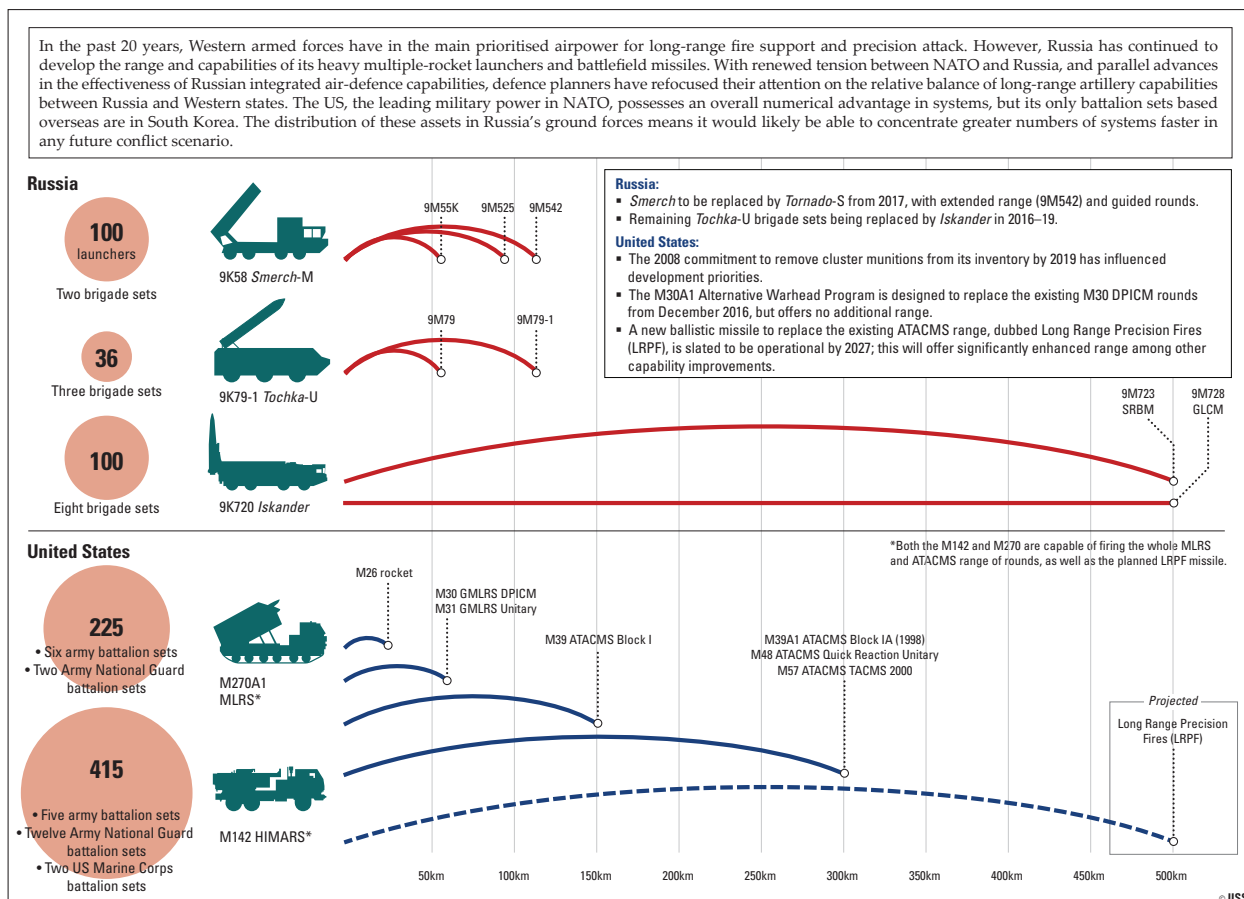 In the past 20 years, Western armed forces have in the main prioritised airpower for long-range fire support and precision attack. However, Russia has continued to
develop the range and capabilities of its heavy multiple-rocket launchers and battlefield missiles. With renewed tension between NATO and Russia, and parallel advances
in the effectiveness of Russian integrated air-defence capabilities, defence planners have refocused their attention on the relative balance of long-range artillery capabilities
between Russia and Western states. The US, the leading military power in NATO, possesses an overall numerical advantage in systems, but its only battalion sets based
overseas are in South Korea. The distribution of these assets in Russia's ground forces means it would likely be able to concentrate greater numbers of systems faster in
any future conflict scenario.
Russia
100
launchers
Two brigade sets
9K58 Smerch-M
9M55K
9M525
9M542
36
Three brigade sets
9K79-1 Tochka-U
9M79
9M79-1
100
Eight brigade sets
9K720 Iskander
9M723
SRBM
9M728
GLCM
Russia:
▪ Smerch to be replaced by Tornado-S from 2017, with extended range (9M542) and guided rounds.
▪ Remaining Tochka-U brigade sets being replaced by Iskander in 2016–19.
United States:
▪ The 2008 commitment to remove cluster munitions from its inventory by 2019 has influenced
development priorities.
▪ The M30A1 Alternative Warhead Program is designed to replace the existing M30 DPICM rounds
from December 2016, but offers no additional range.
▪ A new ballistic missile to replace the existing ATACMS range, dubbed Long Range Precision Fires
(LRPF), is slated to be operational by 2027; this will offer significantly enhanced range among other
capability improvements.
United States
*Both the M142 and M270 are capable of firing the whole MLRS
and ATACMS range of rounds, as well as the planned LRPF missile.
225
• Six army battalion sets
• Two Army National Guard
battalion sets
M270A1
MLRS*
M26 rocket
M30 GMLRS DPICM
M31 GMLRS Unitary
M39 ATACMS Block I
M39A1 ATACMS Block IA (1998)
M48 ATACMS Quick Reaction Unitary
M57 ATACMS TACMS 2000
Projected
Long Range Precision
Fires (LRPF)
415
• Five army battalion sets
• Twelve Army National Guard
battalion sets
• Two US Marine Corps
battalion sets
M142 HIMARS*
50km
100km
150km
200km
250km
300km
350km
400km
450km
500km